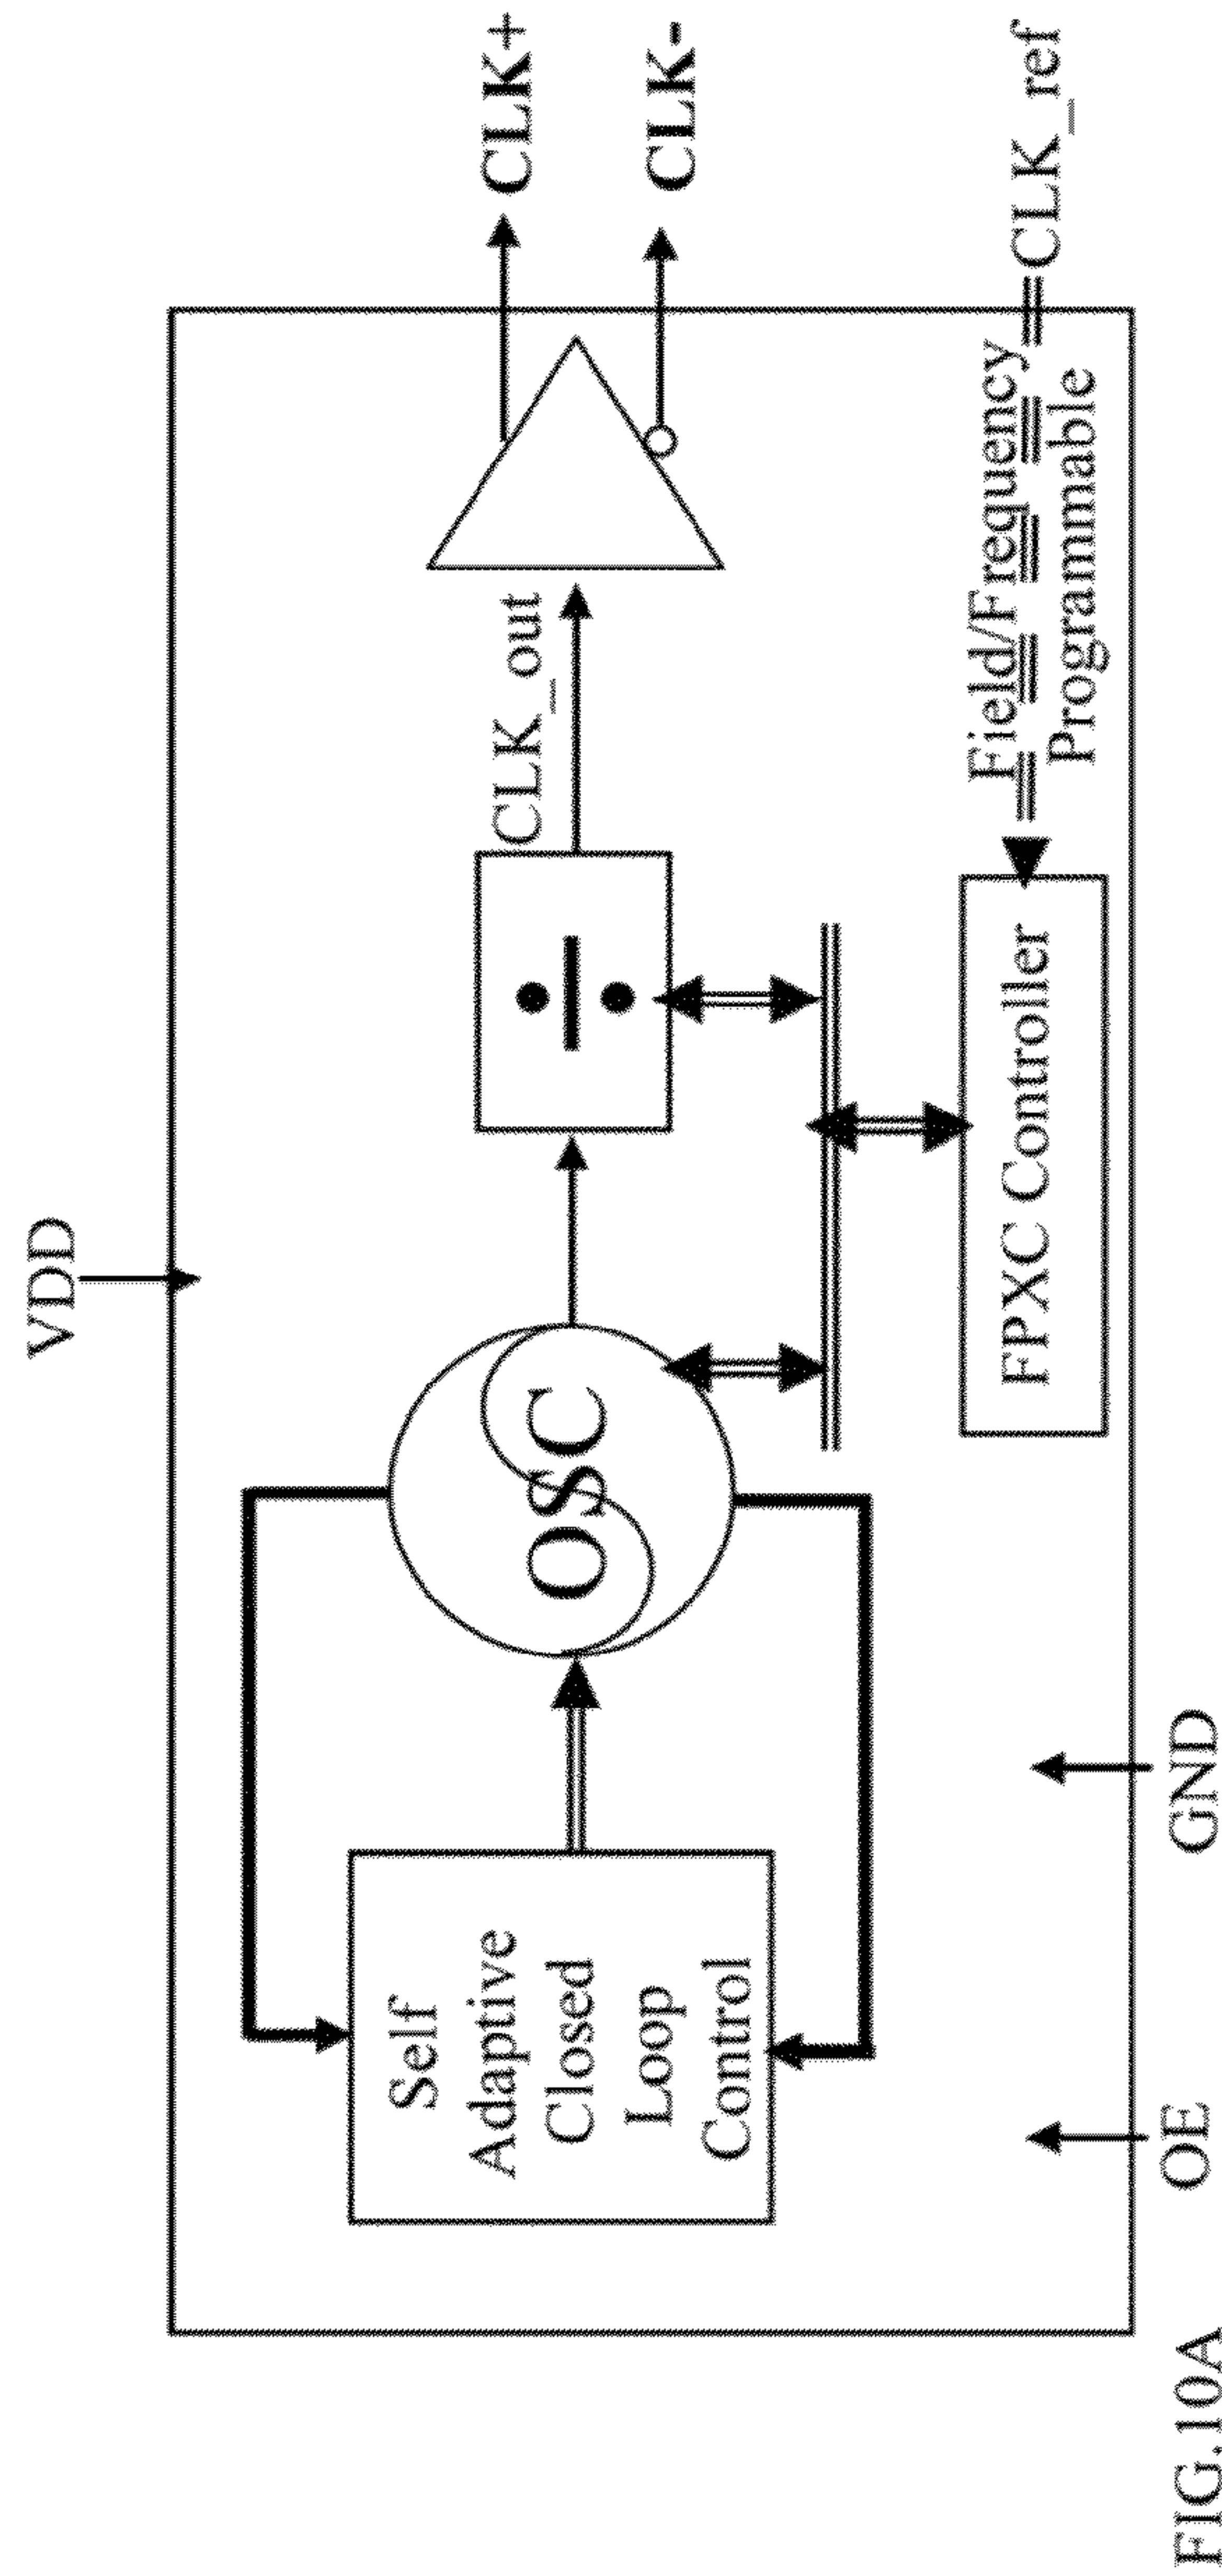 VDD
CLK+
CLK-
CLK_out
OSC
Self
Adaptive
Closed
Loop
Control
Field/Frequency
Programmable
CLK_ref
FPXC Controller
OE
GND
FIG.10A